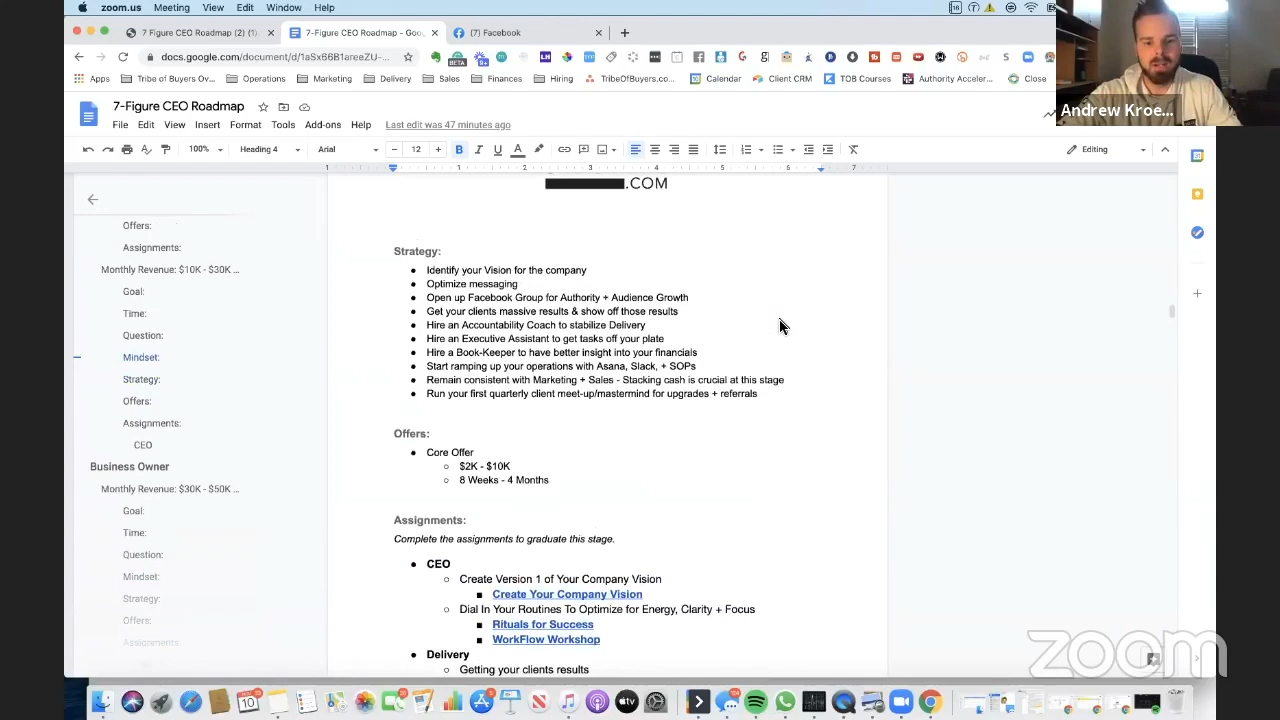 zoom.us Meeting View Edit Window Help
7 Figure CEO Roadmap (2) (1)
7-Figure CEO Roadmap - Goo
(7) Facebook
docs.google.com/document/d/1aSx66B1areeZU-...
BETA
Apps Tribe of Buyers Ov... Operations Marketing Delivery Sales Finances Hiring TribeOfBuyers.co... Calendar Client CRM TOB Courses Authority Acceler... Close
Andrew Kroe...
7-Figure CEO Roadmap
File Edit View Insert Format Tools Add-ons Help Last edit was 47 minutes ago
100% Heading 4 Arial 12 B I U A Editing
1 1 2 3 4 5 6 7
.COM
Offers:
Assignments:
Monthly Revenue: $10K - $30K ...
Goal:
Time:
Question:
Mindset:
Strategy:
Offers:
Assignments:
CEO
Business Owner
Monthly Revenue: $30K - $50K ...
Goal:
Time:
Question:
Mindset:
Strategy:
Offers:
Assignments:
Strategy:
● Identify your Vision for the company
● Optimize messaging
● Open up Facebook Group for Authority + Audience Growth
● Get your clients massive results & show off those results
● Hire an Accountability Coach to stabilize Delivery
● Hire an Executive Assistant to get tasks off your plate
● Hire a Book-Keeper to have better insight into your financials
● Start ramping up your operations with Asana, Slack, + SOPs
● Remain consistent with Marketing + Sales - Stacking cash is crucial at this stage
● Run your first quarterly client meet-up/mastermind for upgrades + referrals
Offers:
● Core Offer
○ $2K - $10K
○ 8 Weeks - 4 Months
Assignments:
Complete the assignments to graduate this stage.
● CEO
○ Create Version 1 of Your Company Vision
■ Create Your Company Vision
○ Dial In Your Routines To Optimize for Energy, Clarity + Focus
■ Rituals for Success
■ WorkFlow Workshop
● Delivery
○ Getting your clients results
zoom